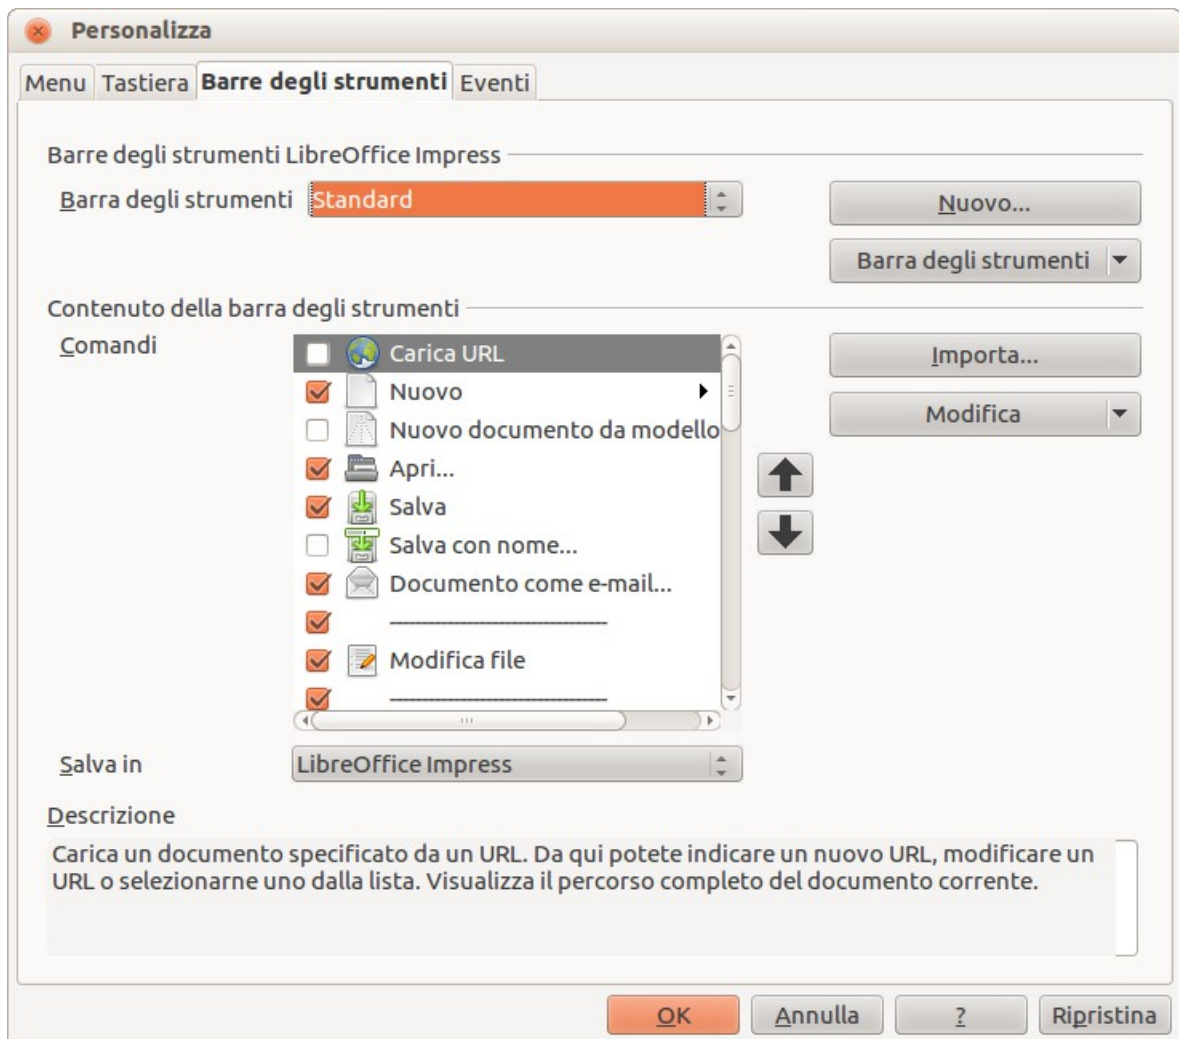 Personalizza
Menu Tastiera Barre degli strumenti Eventi
Barre degli strumenti LibreOffice Impress
Barra degli strumenti Standard Nuovo...
Barra degli strumenti
Contenuto della barra degli strumenti
Comandi Carica URL Importa...
Nuovo
Modifica
Nuovo documento da modello
Apri...
Salva
Salva con nome...
Documento come e-mail...
--------------------------------
Modifica file
--------------------------------
Salva in LibreOffice Impress
Descrizione
Carica un documento specificato da un URL. Da qui potete indicare un nuovo URL, modificare un
URL o selezionarne uno dalla lista. Visualizza il percorso completo del documento corrente.
OK Annulla ? Ripristina